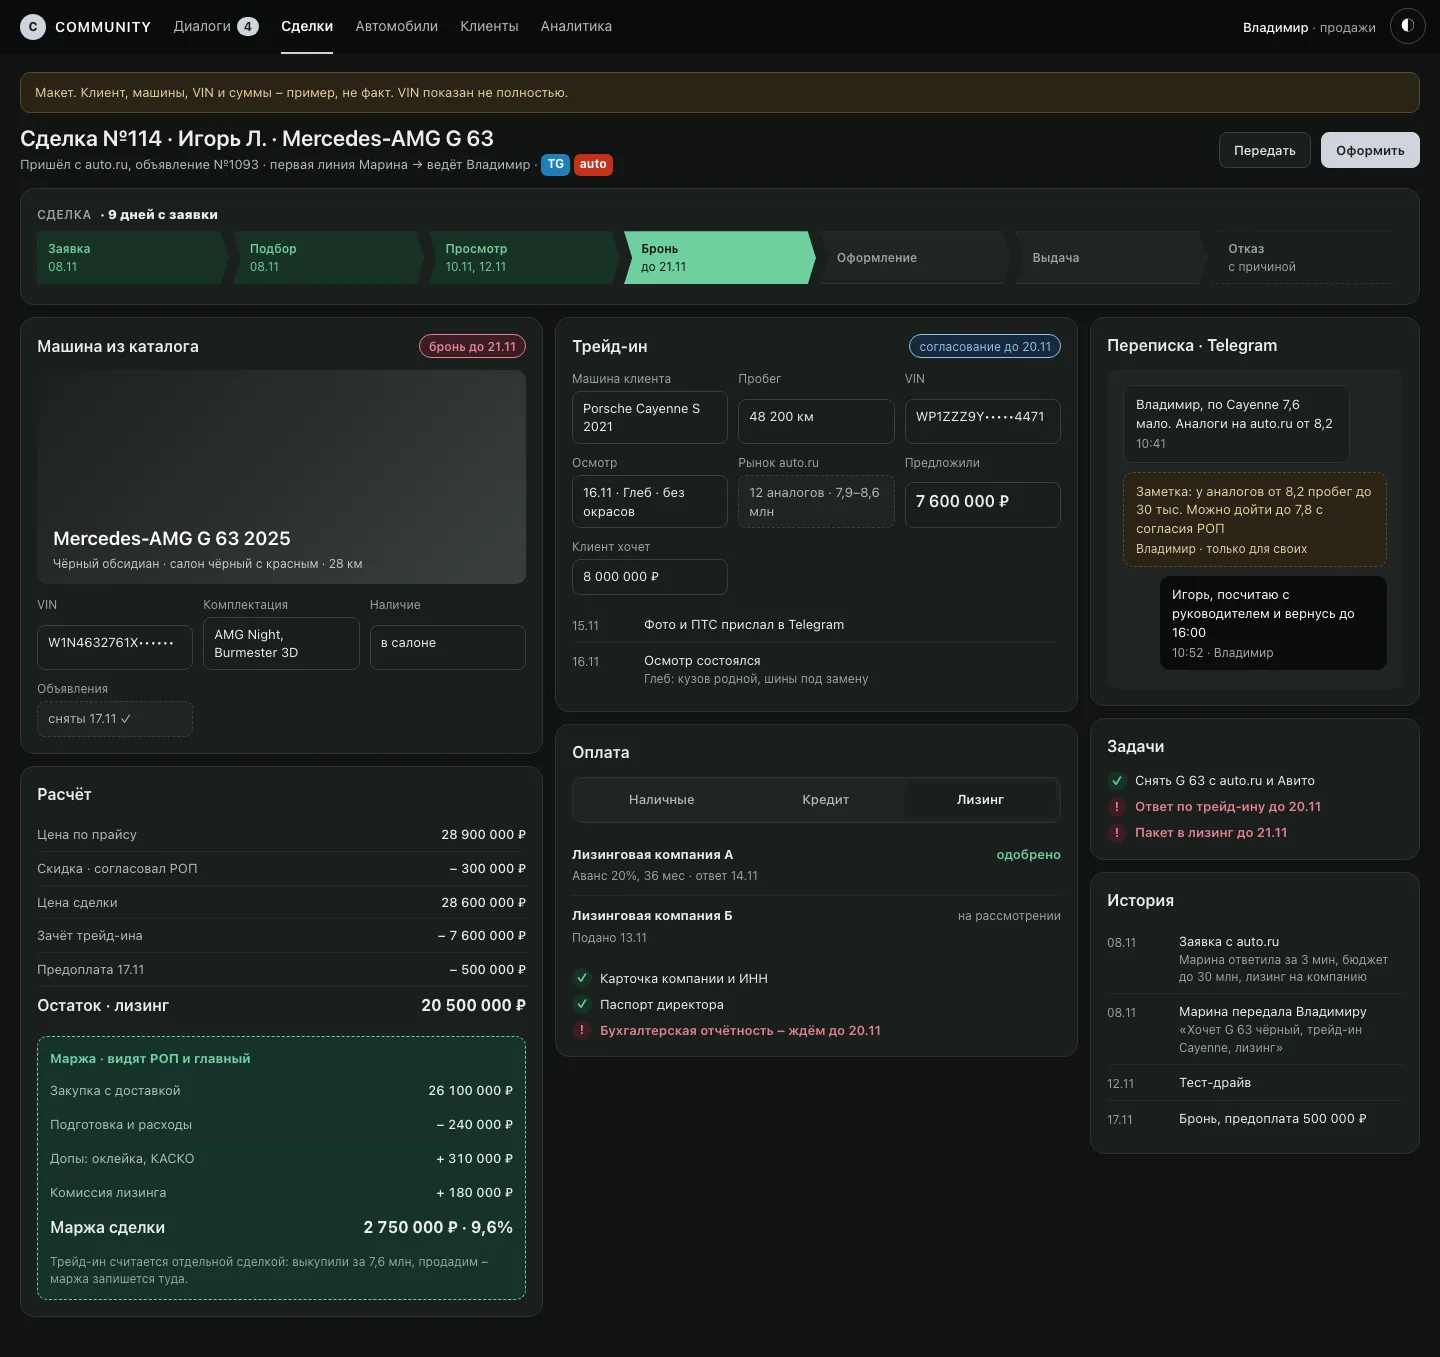 C COMMUNITY Диалоги 4 Сделки Автомобили Клиенты Аналитика Владимир · продажи
Макет. Клиент, машины, VIN и суммы – пример, не факт. VIN показан не полностью.
Сделка №114 · Игорь Л. · Mercedes-AMG G 63
Пришёл с auto.ru, объявление №1093 · первая линия Марина → ведёт Владимир · TG auto
Передать
Оформить
СДЕЛКА · 9 дней с заявки
Заявка
08.11
Подбор
08.11
Просмотр
10.11, 12.11
Бронь
до 21.11
Оформление
Выдача
Отказ
с причиной
Машина из каталога
бронь до 21.11
Mercedes-AMG G 63 2025
Чёрный обсидиан · салон чёрный с красным · 28 км
VIN
W1N4632761X••••••
Комплектация
AMG Night,
Burmester 3D
Наличие
в салоне
Объявления
сняты 17.11 ✓
Расчёт
Цена по прайсу 28 900 000 ₽
Скидка · согласовал РОП – 300 000 ₽
Цена сделки 28 600 000 ₽
Зачёт трейд-ина – 7 600 000 ₽
Предоплата 17.11 – 500 000 ₽
Остаток · лизинг 20 500 000 ₽
Маржа · видят РОП и главный
Закупка с доставкой 26 100 000 ₽
Подготовка и расходы – 240 000 ₽
Допы: оклейка, КАСКО + 310 000 ₽
Комиссия лизинга + 180 000 ₽
Маржа сделки 2 750 000 ₽ · 9,6%
Трейд-ин считается отдельной сделкой: выкупили за 7,6 млн, продадим –
маржа запишется туда.
Трейд-ин
согласование до 20.11
Машина клиента
Porsche Cayenne S
2021
Пробег
48 200 км
VIN
WP1ZZZ9Y•••••4471
Осмотр
16.11 · Глеб · без
окрасов
Рынок auto.ru
12 аналогов · 7,9–8,6
млн
Предложили
7 600 000 ₽
Клиент хочет
8 000 000 ₽
15.11 Фото и ПТС прислал в Telegram
16.11 Осмотр состоялся
Глеб: кузов родной, шины под замену
Оплата
Наличные Кредит Лизинг
Лизинговая компания А одобрено
Аванс 20%, 36 мес · ответ 14.11
Лизинговая компания Б на рассмотрении
Подано 13.11
✓ Карточка компании и ИНН
✓ Паспорт директора
! Бухгалтерская отчётность – ждём до 20.11
Переписка · Telegram
Владимир, по Cayenne 7,6
мало. Аналоги на auto.ru от 8,2
10:41
Заметка: у аналогов от 8,2 пробег до
30 тыс. Можно дойти до 7,8 с
согласия РОП
Владимир · только для своих
Игорь, посчитаю с
руководителем и вернусь до
16:00
10:52 · Владимир
Задачи
✓ Снять G 63 с auto.ru и Авито
! Ответ по трейд-ину до 20.11
! Пакет в лизинг до 21.11
История
08.11 Заявка с auto.ru
Марина ответила за 3 мин, бюджет
до 30 млн, лизинг на компанию
08.11 Марина передала Владимиру
«Хочет G 63 чёрный, трейд-ин
Cayenne, лизинг»
12.11 Тест-драйв
17.11 Бронь, предоплата 500 000 ₽